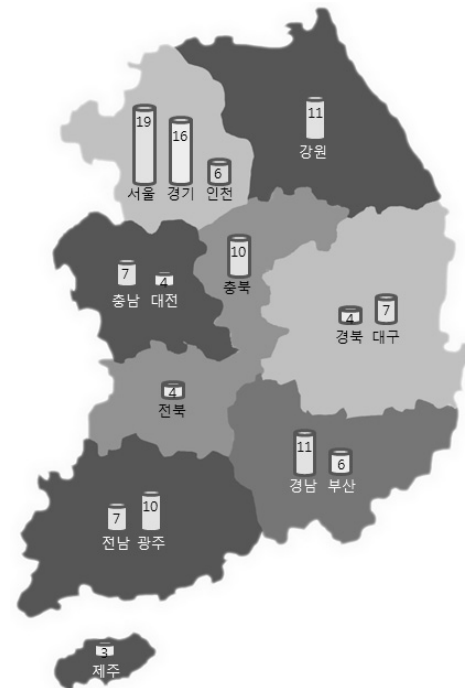 11
강원
19 16 6
서울 경기 인천
10
충북
7 4
충남 대전
4 7
경북 대구
4
전북
11 6
경남 부산
7 10
전남 광주
3
제주